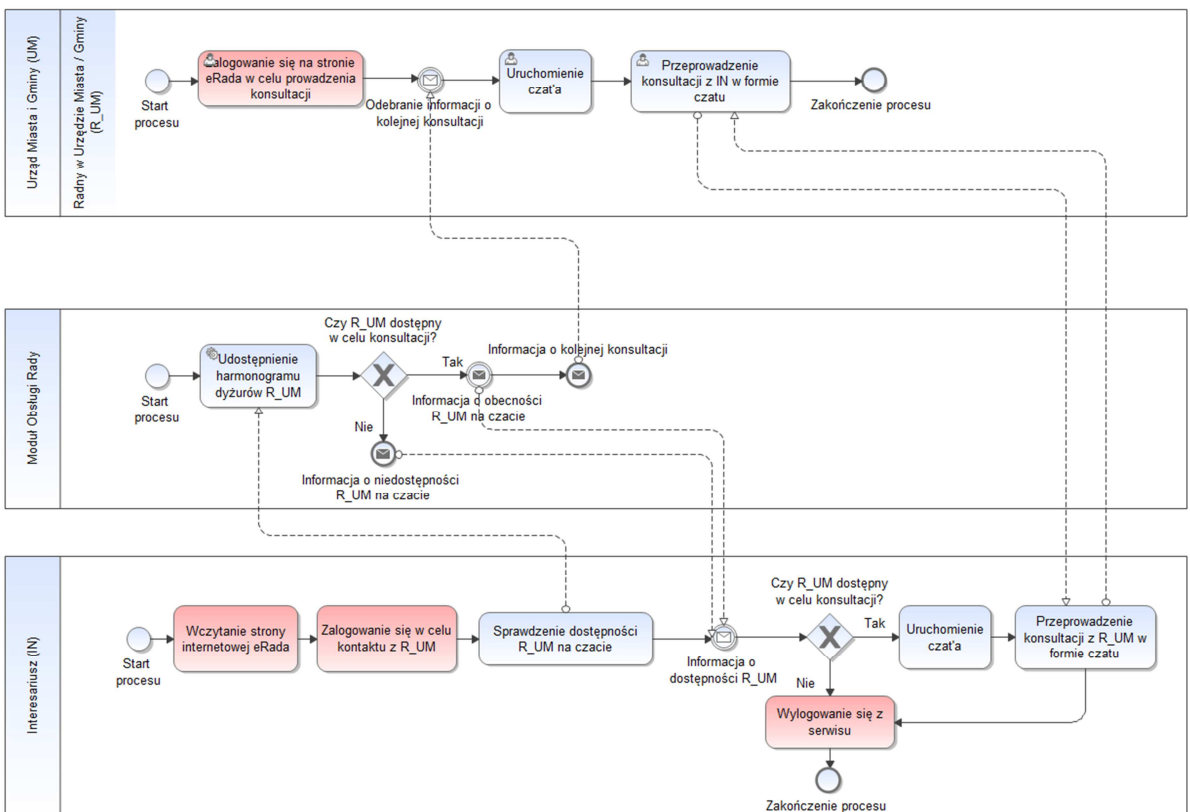 Urząd Miasta i Gminy (UM)
Radny w Urzędzie Miasta / Gminy
(R_UM)
Start
procesu
Zalogowanie się na stronie
eRada w celu prowadzenia
konsultacji
Odebranie informacji o
kolejnej konsultacji
Uruchomienie
czat'a
Przeprowadzenie
konsultacji z IN w formie
czatu
Zakończenie procesu
Moduł Obsługi Rady
Start
procesu
Udostępnienie
harmonogramu
dyżurów R_UM
Czy R_UM dostępny
w celu konsultacji?
Tak
Nie
Informacja o kolejnej konsultacji
Informacja o obecności
R_UM na czacie
Informacja o niedostępności
R_UM na czacie
Interesariusz (IN)
Start
procesu
Wczytanie strony
internetowej eRada
Zalogowanie się w celu
kontaktu z R_UM
Sprawdzenie dostępności
R_UM na czacie
Informacja o
dostępności R_UM
Czy R_UM dostępny
w celu konsultacji?
Tak
Nie
Uruchomienie
czat'a
Przeprowadzenie
konsultacji z R_UM w
formie czatu
Wylogowanie się z
serwisu
Zakończenie procesu